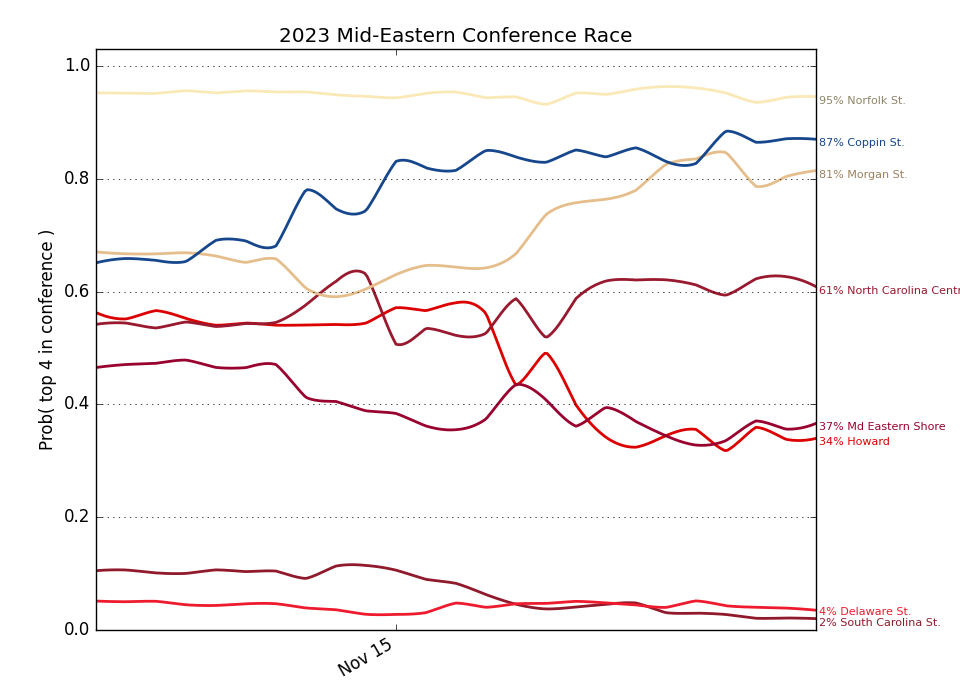 2023 Mid-Eastern Conference Race
Prob( top 4 in conference )
1.0
0.8
0.6
0.4
0.2
0.0
Nov 15
95% Norfolk St.
87% Coppin St.
81% Morgan St.
61% North Carolina Centr
37% Md Eastern Shore
34% Howard
4% Delaware St.
2% South Carolina St.